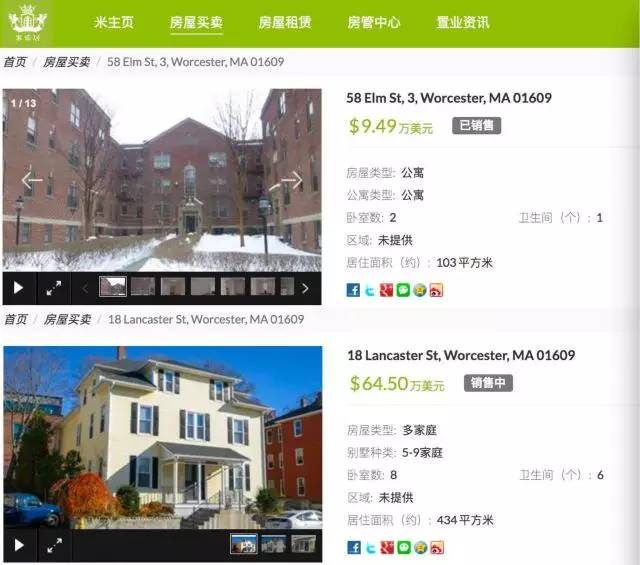 米乐居
米主页 房屋买卖 房屋租赁 房管中心 置业资讯
首页 / 房屋买卖 / 58 Elm St, 3, Worcester, MA 01609
1 / 13
58 Elm St, 3, Worcester, MA 01609
$9.49万美元 已销售
房屋类型: 公寓
公寓类型: 公寓
卧室数: 2 卫生间（个）: 1
区域: 未提供
居住面积（约）: 103平方米
首页 / 房屋买卖 / 18 Lancaster St, Worcester, MA 01609
18 Lancaster St, Worcester, MA 01609
$64.50万美元 销售中
房屋类型: 多家庭
别墅种类: 5-9家庭
卧室数: 8 卫生间（个）: 6
区域: 未提供
居住面积（约）: 434平方米